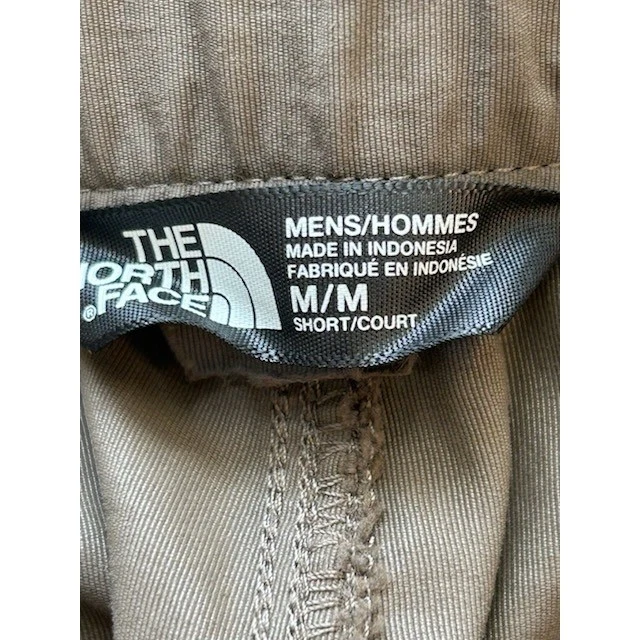 THE
NORTH
FACE®
MENS/HOMMES
MADE IN INDONESIA
FABRIQUÉ EN INDONÉSIE
M/M
SHORT/COURT